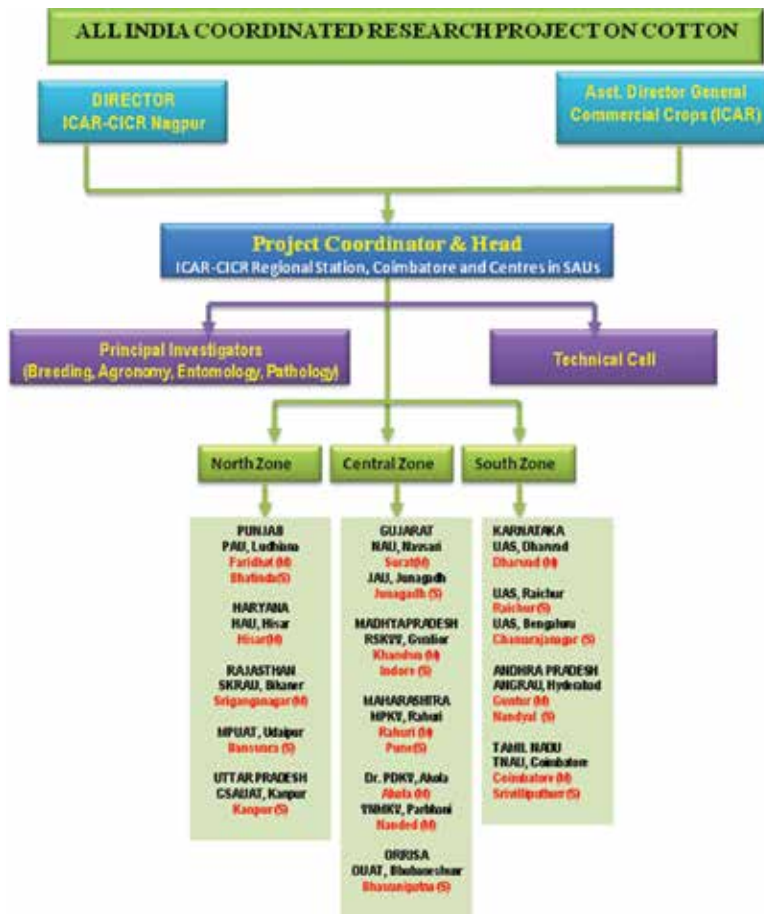 ALL INDIA COORDINATED RESEARCH PROJECT ON COTTON
DIRECTOR
ICAR-CICR Nagpur
Asst. Director General
Commercial Crops (ICAR)
Project Coordinator & Head
ICAR-CICR Regional Station, Coimbatore and Centres in SAUs
Principal Investigators
(Breeding, Agronomy, Entomology, Pathology)
Technical Cell
North Zone
Central Zone
South Zone
PUNJAB
PAU, Ludhiana
Faridkot (M)
Bhatinda(S)
HARYANA
HAU, Hisar
Hisar(M)
RAJASTHAN
SKRAU, Bikaner
Sriganganagar(M)
MPUAT, Udaipur
Banswara (S)
UTTAR PRADESH
CSAUAT, Kanpur
Kanpur (S)
GUJARAT
NAU, Navsari
Surat(M)
JAU, Junagadh
Junagadh (S)
MADHYAPRADESH
RSKVV, Gwalior
Khandwa (M)
Indore (S)
MAHARASHTRA
MPKV, Rahuri
Rahuri (M)
Pune(S)
Dr. PDKV, Akola
Akola (M)
VNMKV, Parbhani
Nanded (M)
ORRISA
OUAT, Bhubaneshwar
Bhawanipatna (S)
KARNATAKA
UAS, Dharwad
Dharwad (M)
UAS, Raichur
Raichur(S)
UAS, Bengaluru
Chamarajanagar (S)
ANDHRA PRADESH
ANGRAU, Hyderabad
Guntur (M)
Nandyal (S)
TAMIL NADU
TNAU, Coimbatore
Coimbatore (M)
Srivilliputhur (S)